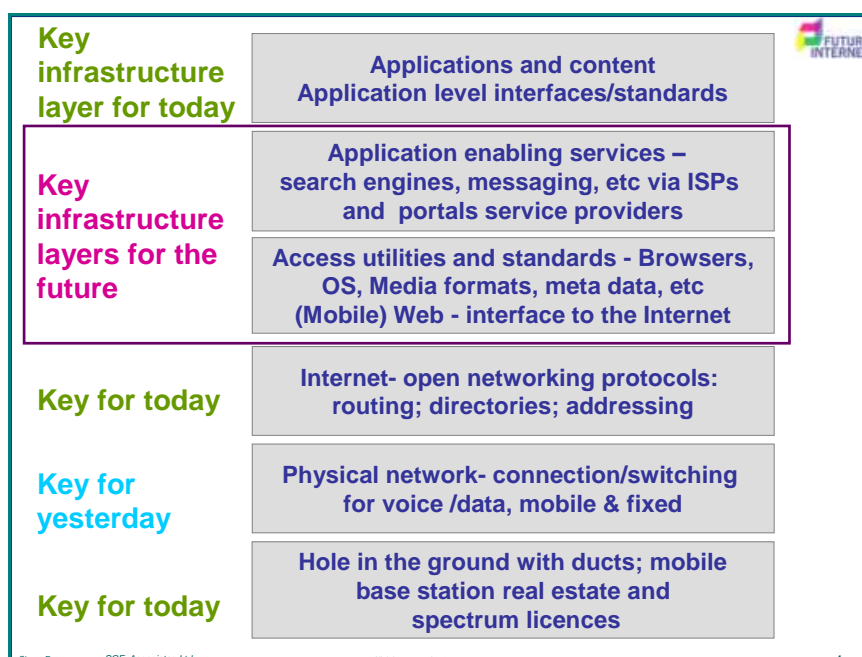 Key
infrastructure
layer for today
Applications and content
Application level interfaces/standards
Key
infrastructure
layers for the
future
Application enabling services –
search engines, messaging, etc via ISPs
and portals service providers
Access utilities and standards - Browsers,
OS, Media formats, meta data, etc
(Mobile) Web - interface to the Internet
Key for today
Internet- open networking protocols:
routing; directories; addressing
Key for
yesterday
Physical network- connection/switching
for voice /data, mobile & fixed
Key for today
Hole in the ground with ducts; mobile
base station real estate and
spectrum licences